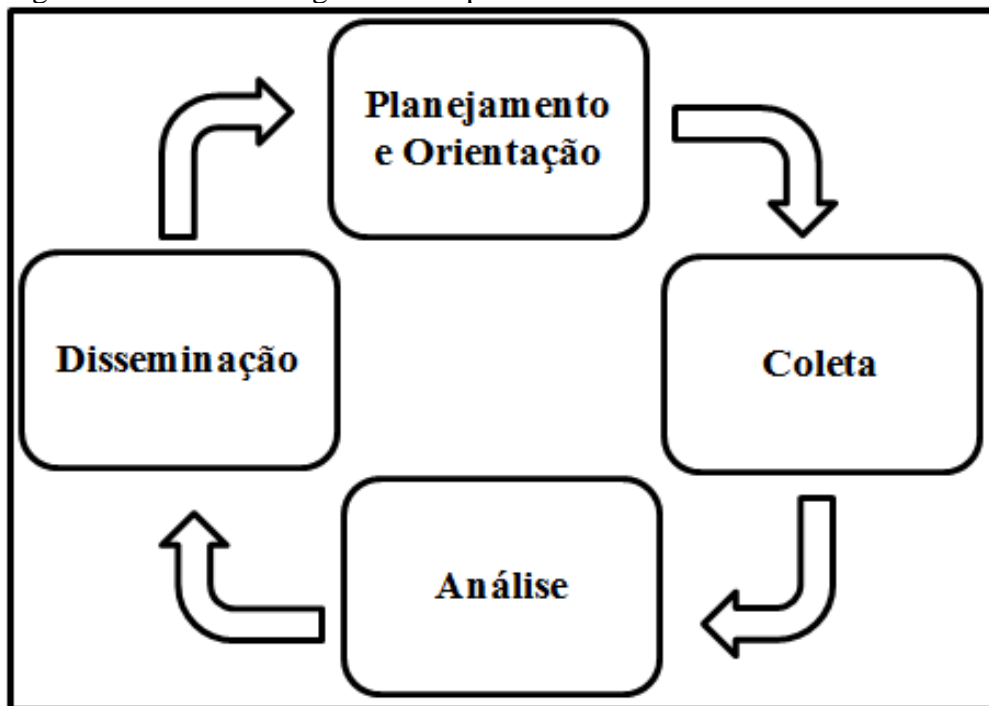 Planejamento
e Orientação
Disseminação
Coleta
Análise